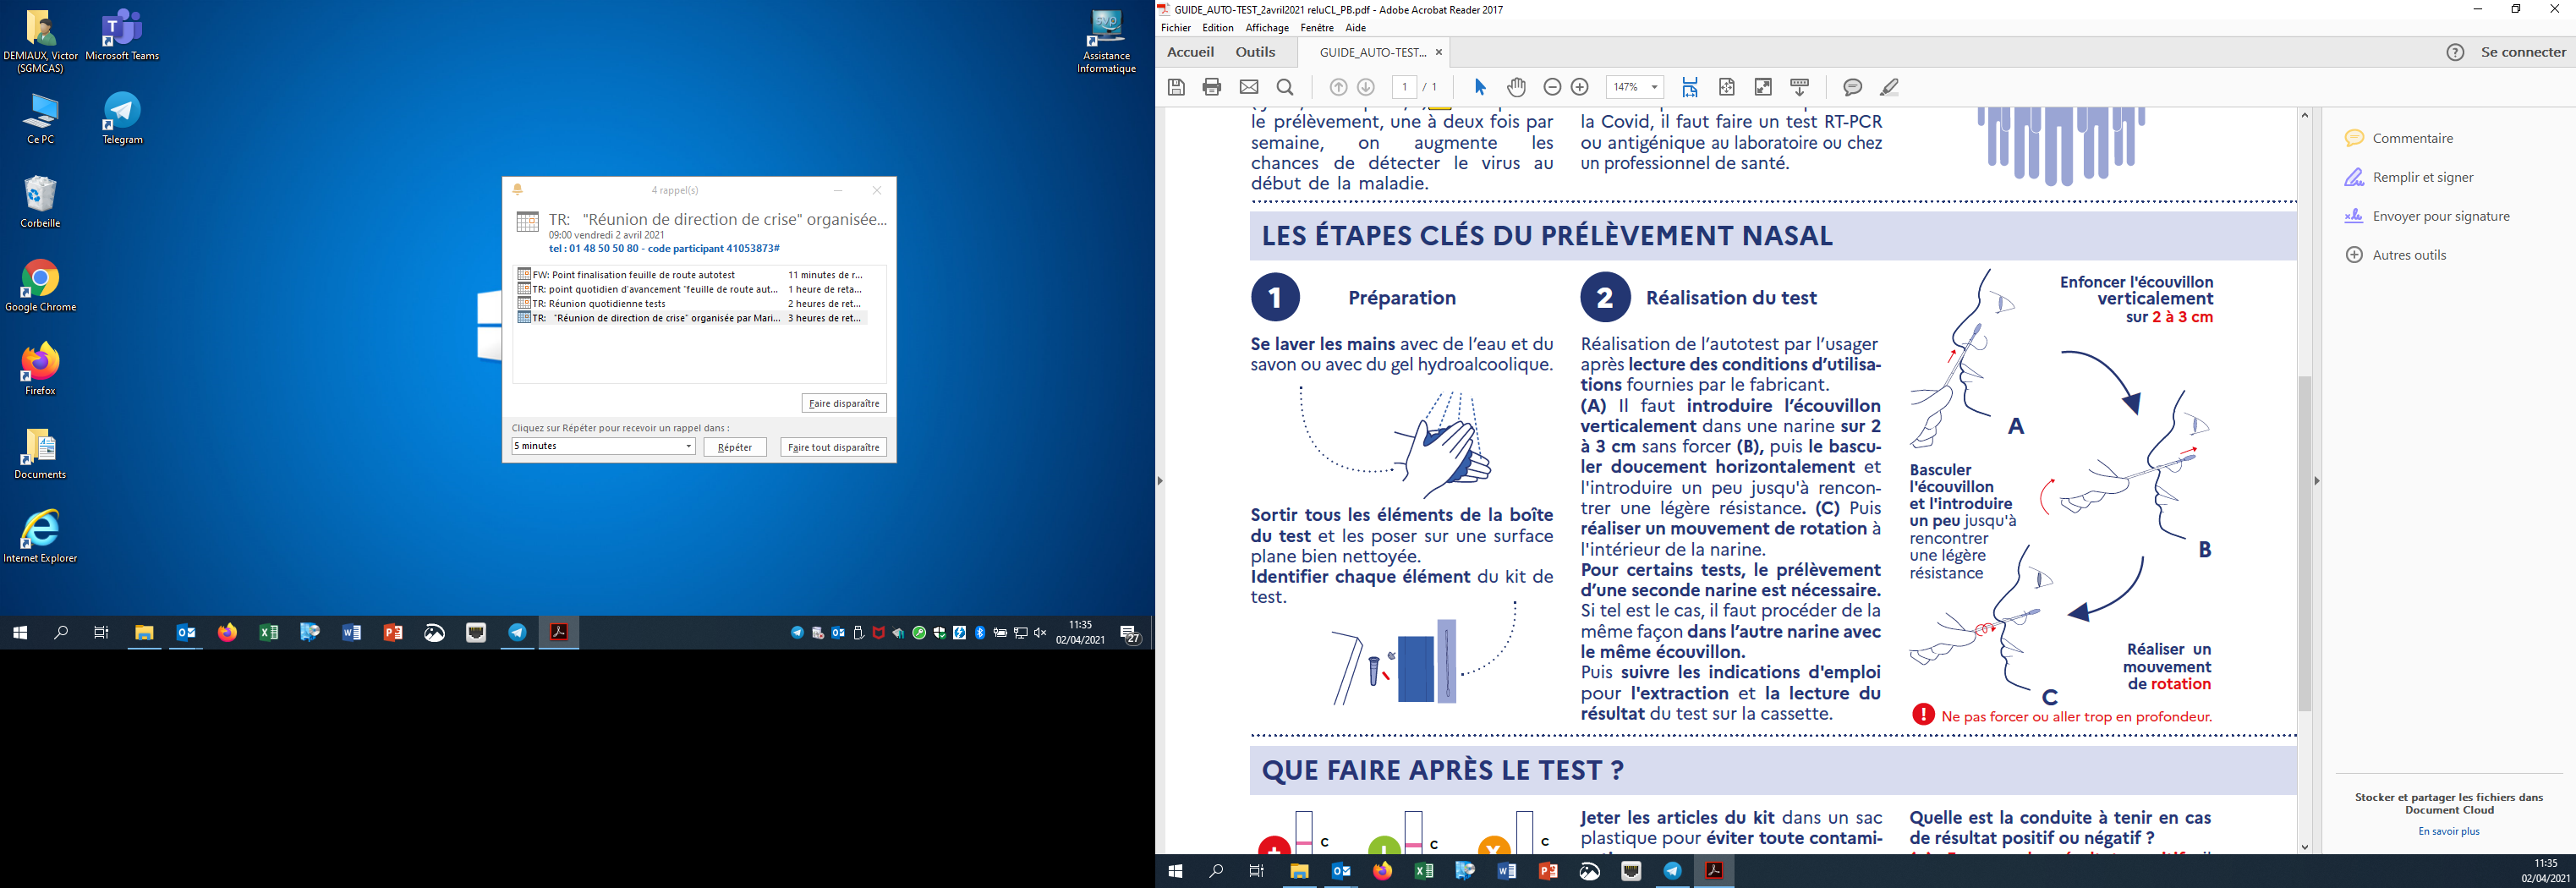 DEMIAUX, Victor
(SGMCAS)
Microsoft Teams
Ce PC
Telegram
Corbeille
Google Chrome
Firefox
Documents
Internet Explorer
Assistance
Informatique
4 rappel(s)
TR: "Réunion de direction de crise" organisée...
09:00 vendredi 2 avril 2021
tel : 01 48 50 50 80 - code participant 41053873#
FW: Point finalisation feuille de route autotest 11 minutes de r...
TR: point quotidien d'avancement "feuille de route aut... 1 heure de reta...
TR: Réunion quotidienne tests 2 heures de ret...
TR: "Réunion de direction de crise" organisée par Mari... 3 heures de ret...
Faire disparaître
Cliquez sur Répéter pour recevoir un rappel dans :
5 minutes
Répéter
Faire tout disparaître
11:35
02/04/2021
27
GUIDE_AUTO-TEST_2avril2021 reluCL_PB.pdf - Adobe Acrobat Reader 2017
Fichier Edition Affichage Fenêtre Aide
Accueil Outils GUIDE_AUTO-TEST... × Se connecter
1 / 1 147%
le prélèvement, une à deux fois par
semaine, on augmente les
chances de détecter le virus au
début de la maladie.
la Covid, il faut faire un test RT-PCR
ou antigénique au laboratoire ou chez
un professionnel de santé.
LES ÉTAPES CLÉS DU PRÉLÈVEMENT NASAL
1 Préparation
Se laver les mains avec de l'eau et du
savon ou avec du gel hydroalcoolique.
Sortir tous les éléments de la boîte
du test et les poser sur une surface
plane bien nettoyée.
Identifier chaque élément du kit de
test.
2 Réalisation du test
Réalisation de l'autotest par l'usager
après lecture des conditions d'utilisa-
tions fournies par le fabricant.
(A) Il faut introduire l'écouvillon
verticalement dans une narine sur 2
à 3 cm sans forcer (B), puis le bascu-
ler doucement horizontalement et
l'introduire un peu jusqu'à rencon-
trer une légère résistance. (C) Puis
réaliser un mouvement de rotation à
l'intérieur de la narine.
Pour certains tests, le prélèvement
d'une seconde narine est nécessaire.
Si tel est le cas, il faut procéder de la
même façon dans l'autre narine avec
le même écouvillon.
Puis suivre les indications d'emploi
pour l'extraction et la lecture du
résultat du test sur la cassette.
Enfoncer l'écouvillon
verticalement
sur 2 à 3 cm
A
Basculer
l'écouvillon
et l'introduire
un peu jusqu'à
rencontrer
une légère
résistance
B
Réaliser un
mouvement
de rotation
C
! Ne pas forcer ou aller trop en profondeur.
QUE FAIRE APRÈS LE TEST ?
C
C
C
Jeter les articles du kit dans un sac
plastique pour éviter toute contami-
Quelle est la conduite à tenir en cas
de résultat positif ou négatif ?
Commentaire
Remplir et signer
Envoyer pour signature
Autres outils
Stocker et partager les fichiers dans
Document Cloud
En savoir plus
11:35
02/04/2021